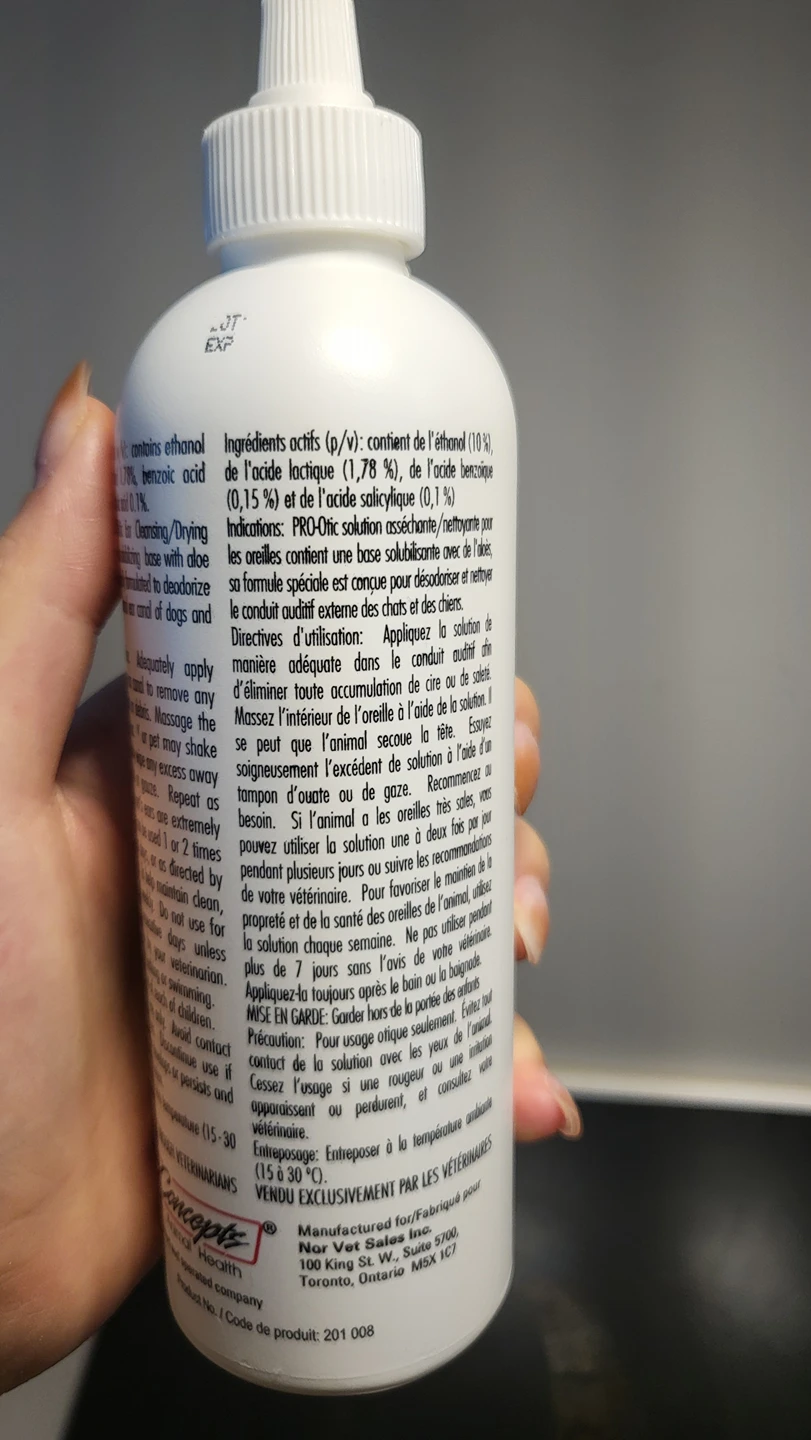 LOT
EXP
contains ethanol
1.78%, benzoic acid
0.1%.
for Cleansing/Drying
base with aloe
formulated to deodorize
ear canal of dogs and
Adequately apply
canal to remove any
debris. Massage the
pet may shake
wipe any excess away
gauze. Repeat as
ears are extremely
used 1 or 2 times
or as directed by
help maintain clean,
Do not use for
days unless
your veterinarian.
or swimming.
reach of children.
Avoid contact
Discontinue use if
or persists and
temperature (15-30
VETERINARIANS
Ingrédients actifs (p/v): contient de l'éthanol (10 %),
de l'acide lactique (1,78 %), de l'acide benzoïque
(0,15 %) et de l'acide salicylique (0,1 %)
Indications: PRO-Otic solution asséchante/nettoyante pour
les oreilles contient une base solubilisante avec de l'aloès,
sa formule spéciale est conçue pour désodoriser et nettoyer
le conduit auditif externe des chats et des chiens.
Directives d'utilisation: Appliquez la solution de
manière adéquate dans le conduit auditif afin
d'éliminer toute accumulation de cire ou de saleté.
Massez l'intérieur de l'oreille à l'aide de la solution. Il
se peut que l'animal secoue la tête. Essuyez
soigneusement l'excédent de solution à l'aide d'un
tampon d'ouate ou de gaze. Recommencez au
besoin. Si l'animal a les oreilles très sales, vous
pouvez utiliser la solution une à deux fois par jour
pendant plusieurs jours ou suivre les recommandations
de votre vétérinaire. Pour favoriser le maintien de la
propreté et de la santé des oreilles de l'animal, utilisez
la solution chaque semaine. Ne pas utiliser pendant
plus de 7 jours sans l'avis de votre vétérinaire.
Appliquez-la toujours après le bain ou la baignade.
MISE EN GARDE: Garder hors de la portée des enfants
Précaution: Pour usage otique seulement. Évitez tout
contact de la solution avec les yeux de l'animal.
Cessez l'usage si une rougeur ou une irritation
apparaissent ou perdurent, et consultez votre
vétérinaire.
Entreposage: Entreposer à la température ambiante
(15 à 30 °C).
VENDU EXCLUSIVEMENT PAR LES VÉTÉRINAIRES
Concepts®
Health
operated company
Product No. / Code de produit: 201 008
Manufactured for/Fabriqué pour
Nor Vet Sales Inc.
100 King St. W., Suite 5700,
Toronto, Ontario M5X 1C7